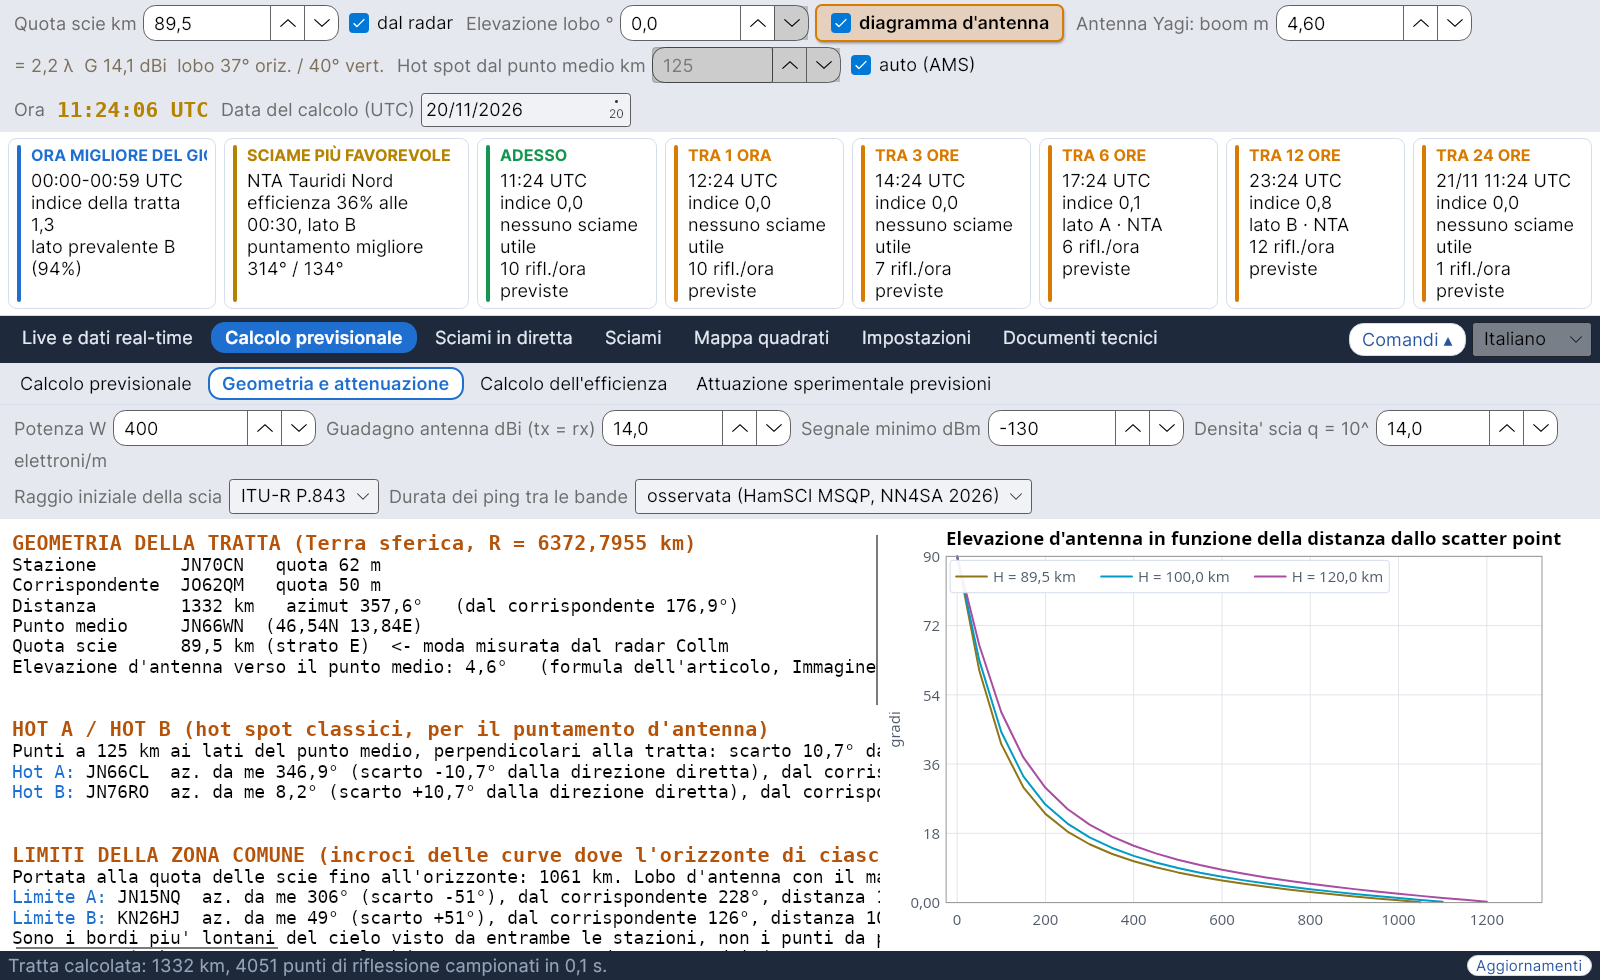 Quota scie km 89,5 dal radar Elevazione lobo ° 0,0 diagramma d'antenna Antenna Yagi: boom m 4,60
= 2,2 λ G 14,1 dBi lobo 37° oriz. / 40° vert. Hot spot dal punto medio km 125 auto (AMS)
Ora 11:24:06 UTC Data del calcolo (UTC) 20/11/2026 20
ORA MIGLIORE DEL GIO
00:00-00:59 UTC
indice della tratta
1,3
lato prevalente B
(94%)
SCIAME PIÙ FAVOREVOLE
NTA Tauridi Nord
efficienza 36% alle
00:30, lato B
puntamento migliore
314° / 134°
ADESSO
11:24 UTC
indice 0,0
nessuno sciame
utile
10 rifl./ora
previste
TRA 1 ORA
12:24 UTC
indice 0,0
nessuno sciame
utile
10 rifl./ora
previste
TRA 3 ORE
14:24 UTC
indice 0,0
nessuno sciame
utile
7 rifl./ora
previste
TRA 6 ORE
17:24 UTC
indice 0,1
lato A · NTA
6 rifl./ora
previste
TRA 12 ORE
23:24 UTC
indice 0,8
lato B · NTA
12 rifl./ora
previste
TRA 24 ORE
21/11 11:24 UTC
indice 0,0
nessuno sciame
utile
1 rifl./ora
previste
Live e dati real-time Calcolo previsionale Sciami in diretta Sciami Mappa quadrati Impostazioni Documenti tecnici Comandi ▴ Italiano
Calcolo previsionale Geometria e attenuazione Calcolo dell'efficienza Attuazione sperimentale previsioni
Potenza W 400 Guadagno antenna dBi (tx = rx) 14,0 Segnale minimo dBm -130 Densita' scia q = 10^ 14,0
elettroni/m
Raggio iniziale della scia ITU-R P.843 Durata dei ping tra le bande osservata (HamSCI MSQP, NN4SA 2026)
GEOMETRIA DELLA TRATTA (Terra sferica, R = 6372,7955 km)
Stazione JN70CN quota 62 m
Corrispondente JO62QM quota 50 m
Distanza 1332 km azimut 357,6° (dal corrispondente 176,9°)
Punto medio JN66WN (46,54N 13,84E)
Quota scie 89,5 km (strato E) <- moda misurata dal radar Collm
Elevazione d'antenna verso il punto medio: 4,6° (formula dell'articolo, Immagine
HOT A / HOT B (hot spot classici, per il puntamento d'antenna)
Punti a 125 km ai lati del punto medio, perpendicolari alla tratta: scarto 10,7° da
Hot A: JN66CL az. da me 346,9° (scarto -10,7° dalla direzione diretta), dal corris
Hot B: JN76RO az. da me 8,2° (scarto +10,7° dalla direzione diretta), dal corrispo
LIMITI DELLA ZONA COMUNE (incroci delle curve dove l'orizzonte di ciasc
Portata alla quota delle scie fino all'orizzonte: 1061 km. Lobo d'antenna con il ma
Limite A: JN15NQ az. da me 306° (scarto -51°), dal corrispondente 228°, distanza 1
Limite B: KN26HJ az. da me 49° (scarto +51°), dal corrispondente 126°, distanza 10
Sono i bordi piu' lontani del cielo visto da entrambe le stazioni, non i punti da p
Elevazione d'antenna in funzione della distanza dallo scatter point
H = 89,5 km H = 100,0 km H = 120,0 km
gradi
90
72
54
36
18
0,00
0 200 400 600 800 1000 1200
Tratta calcolata: 1332 km, 4051 punti di riflessione campionati in 0,1 s. Aggiornamenti